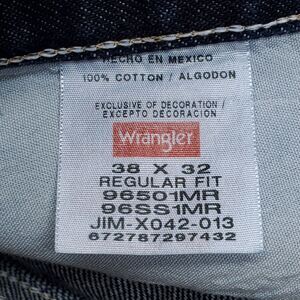 HECHO EN MEXICO
100% COTTON / ALGODON
EXCLUSIVE OF DECORATION /
EXCEPTO DECORACION
Wrangler
38 X 32
REGULAR FIT
96501MR
96SS1MR
JIM-X042-013
672787297432